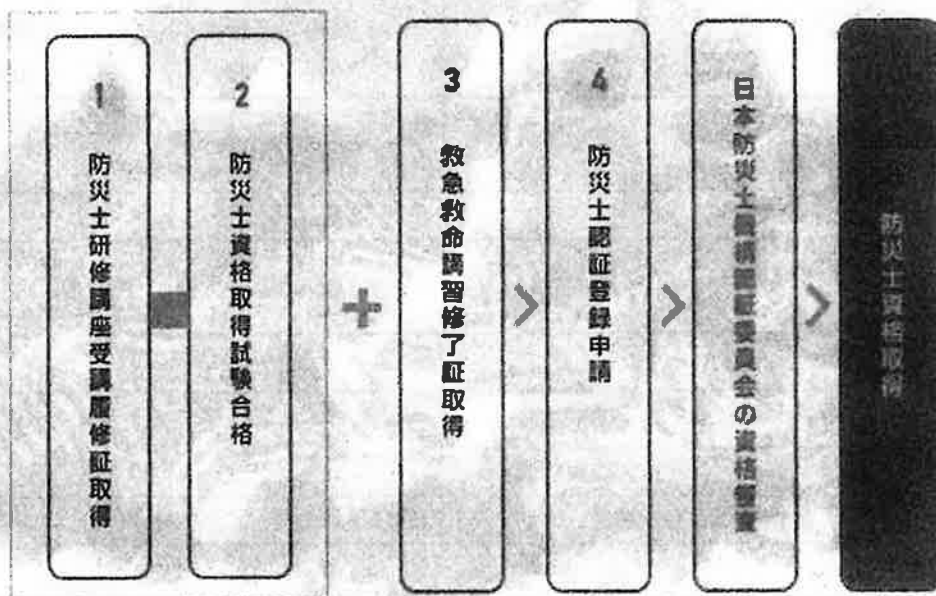 1 防災士研修講座受講履修証取得
2 防災士資格取得試験合格
+
3 救急救命講習修了証取得
>
4 防災士認証登録申請
>
日本防災士機構認証委員会の資格審査
>
防災士資格取得